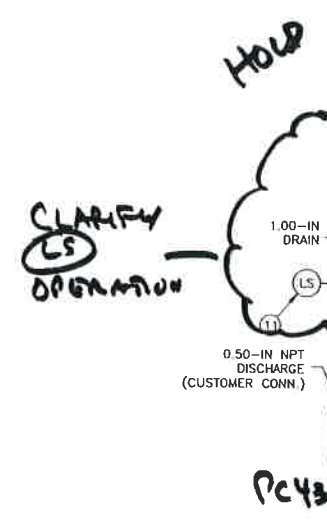 HOLD
CLARIFY
LS
OPERATION
1.00-IN
DRAIN
LS
11
0.50-IN NPT
DISCHARGE
(CUSTOMER CONN.)
PC43